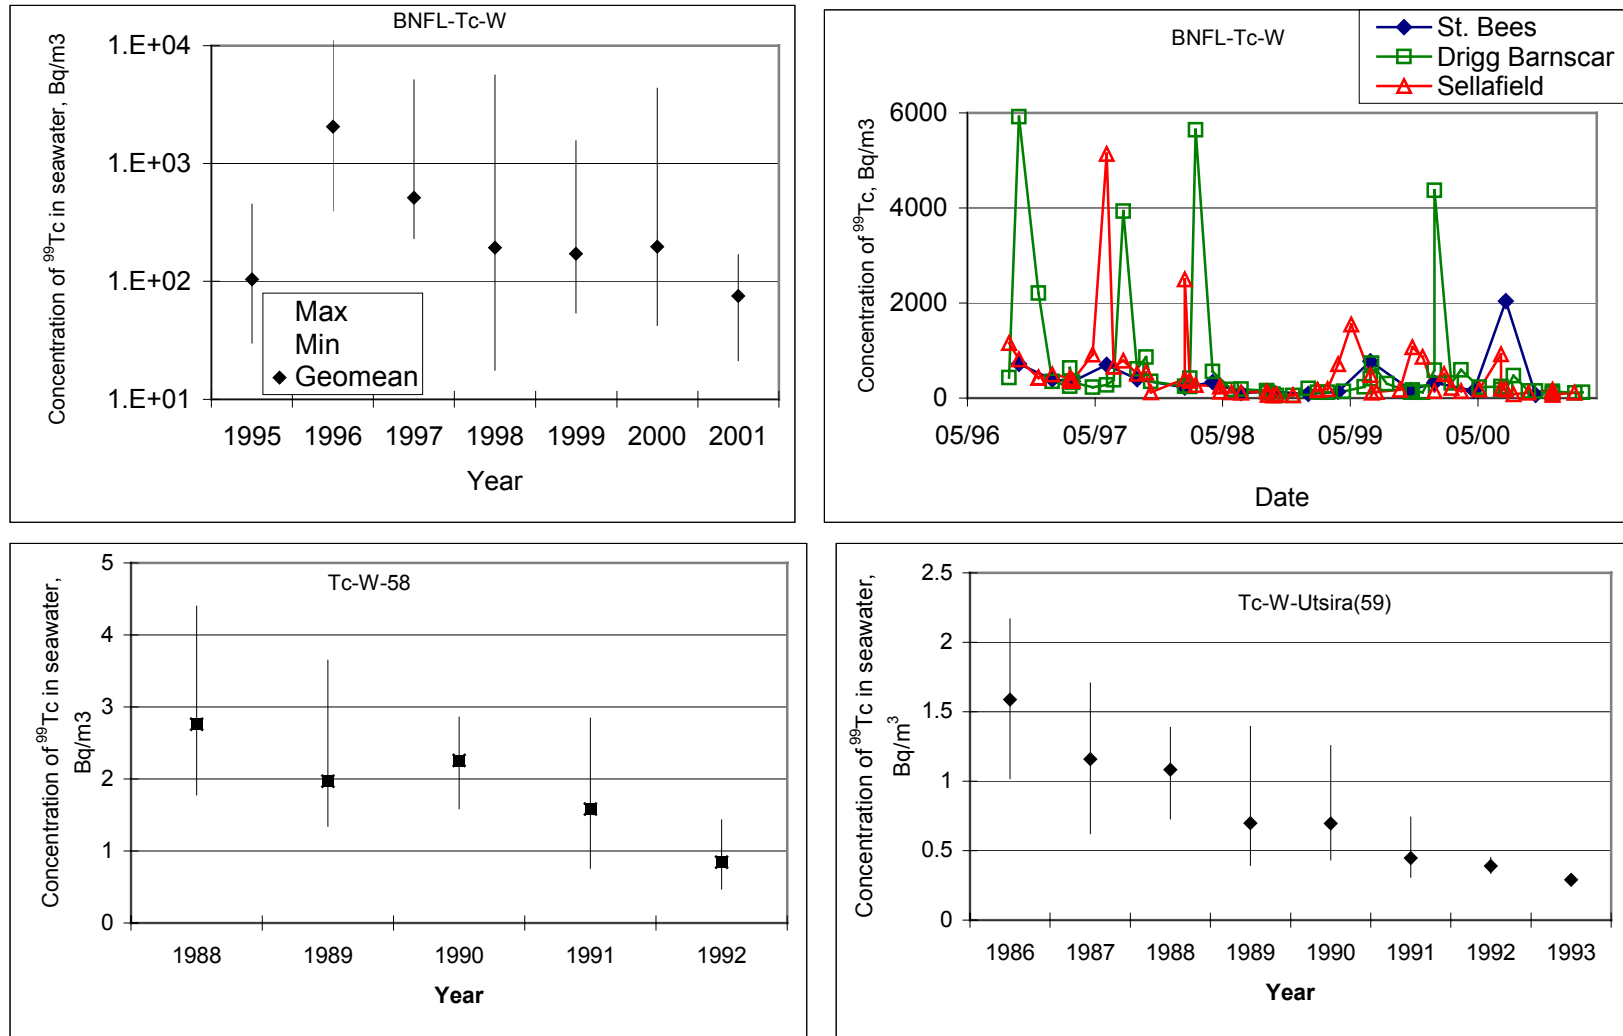 BNFL-Tc-W
Concentration of ⁹⁹Tc in seawater, Bq/m3
1.E+04
1.E+03
1.E+02
1.E+01
Max
Min
Geomean
1995 1996 1997 1998 1999 2000 2001
Year
BNFL-Tc-W
St. Bees
Drigg Barnscar
Sellafield
Concentration of ⁹⁹Tc, Bq/m3
6000
4000
2000
0
05/96 05/97 05/98 05/99 05/00
Date
Tc-W-58
Concentration of ⁹⁹Tc in seawater,
Bq/m3
5
4
3
2
1
0
1988 1989 1990 1991 1992
Year
Tc-W-Utsira(59)
Concentration of ⁹⁹Tc in seawater,
Bq/m³
2.5
2
1.5
1
0.5
0
1986 1987 1988 1989 1990 1991 1992 1993
Year